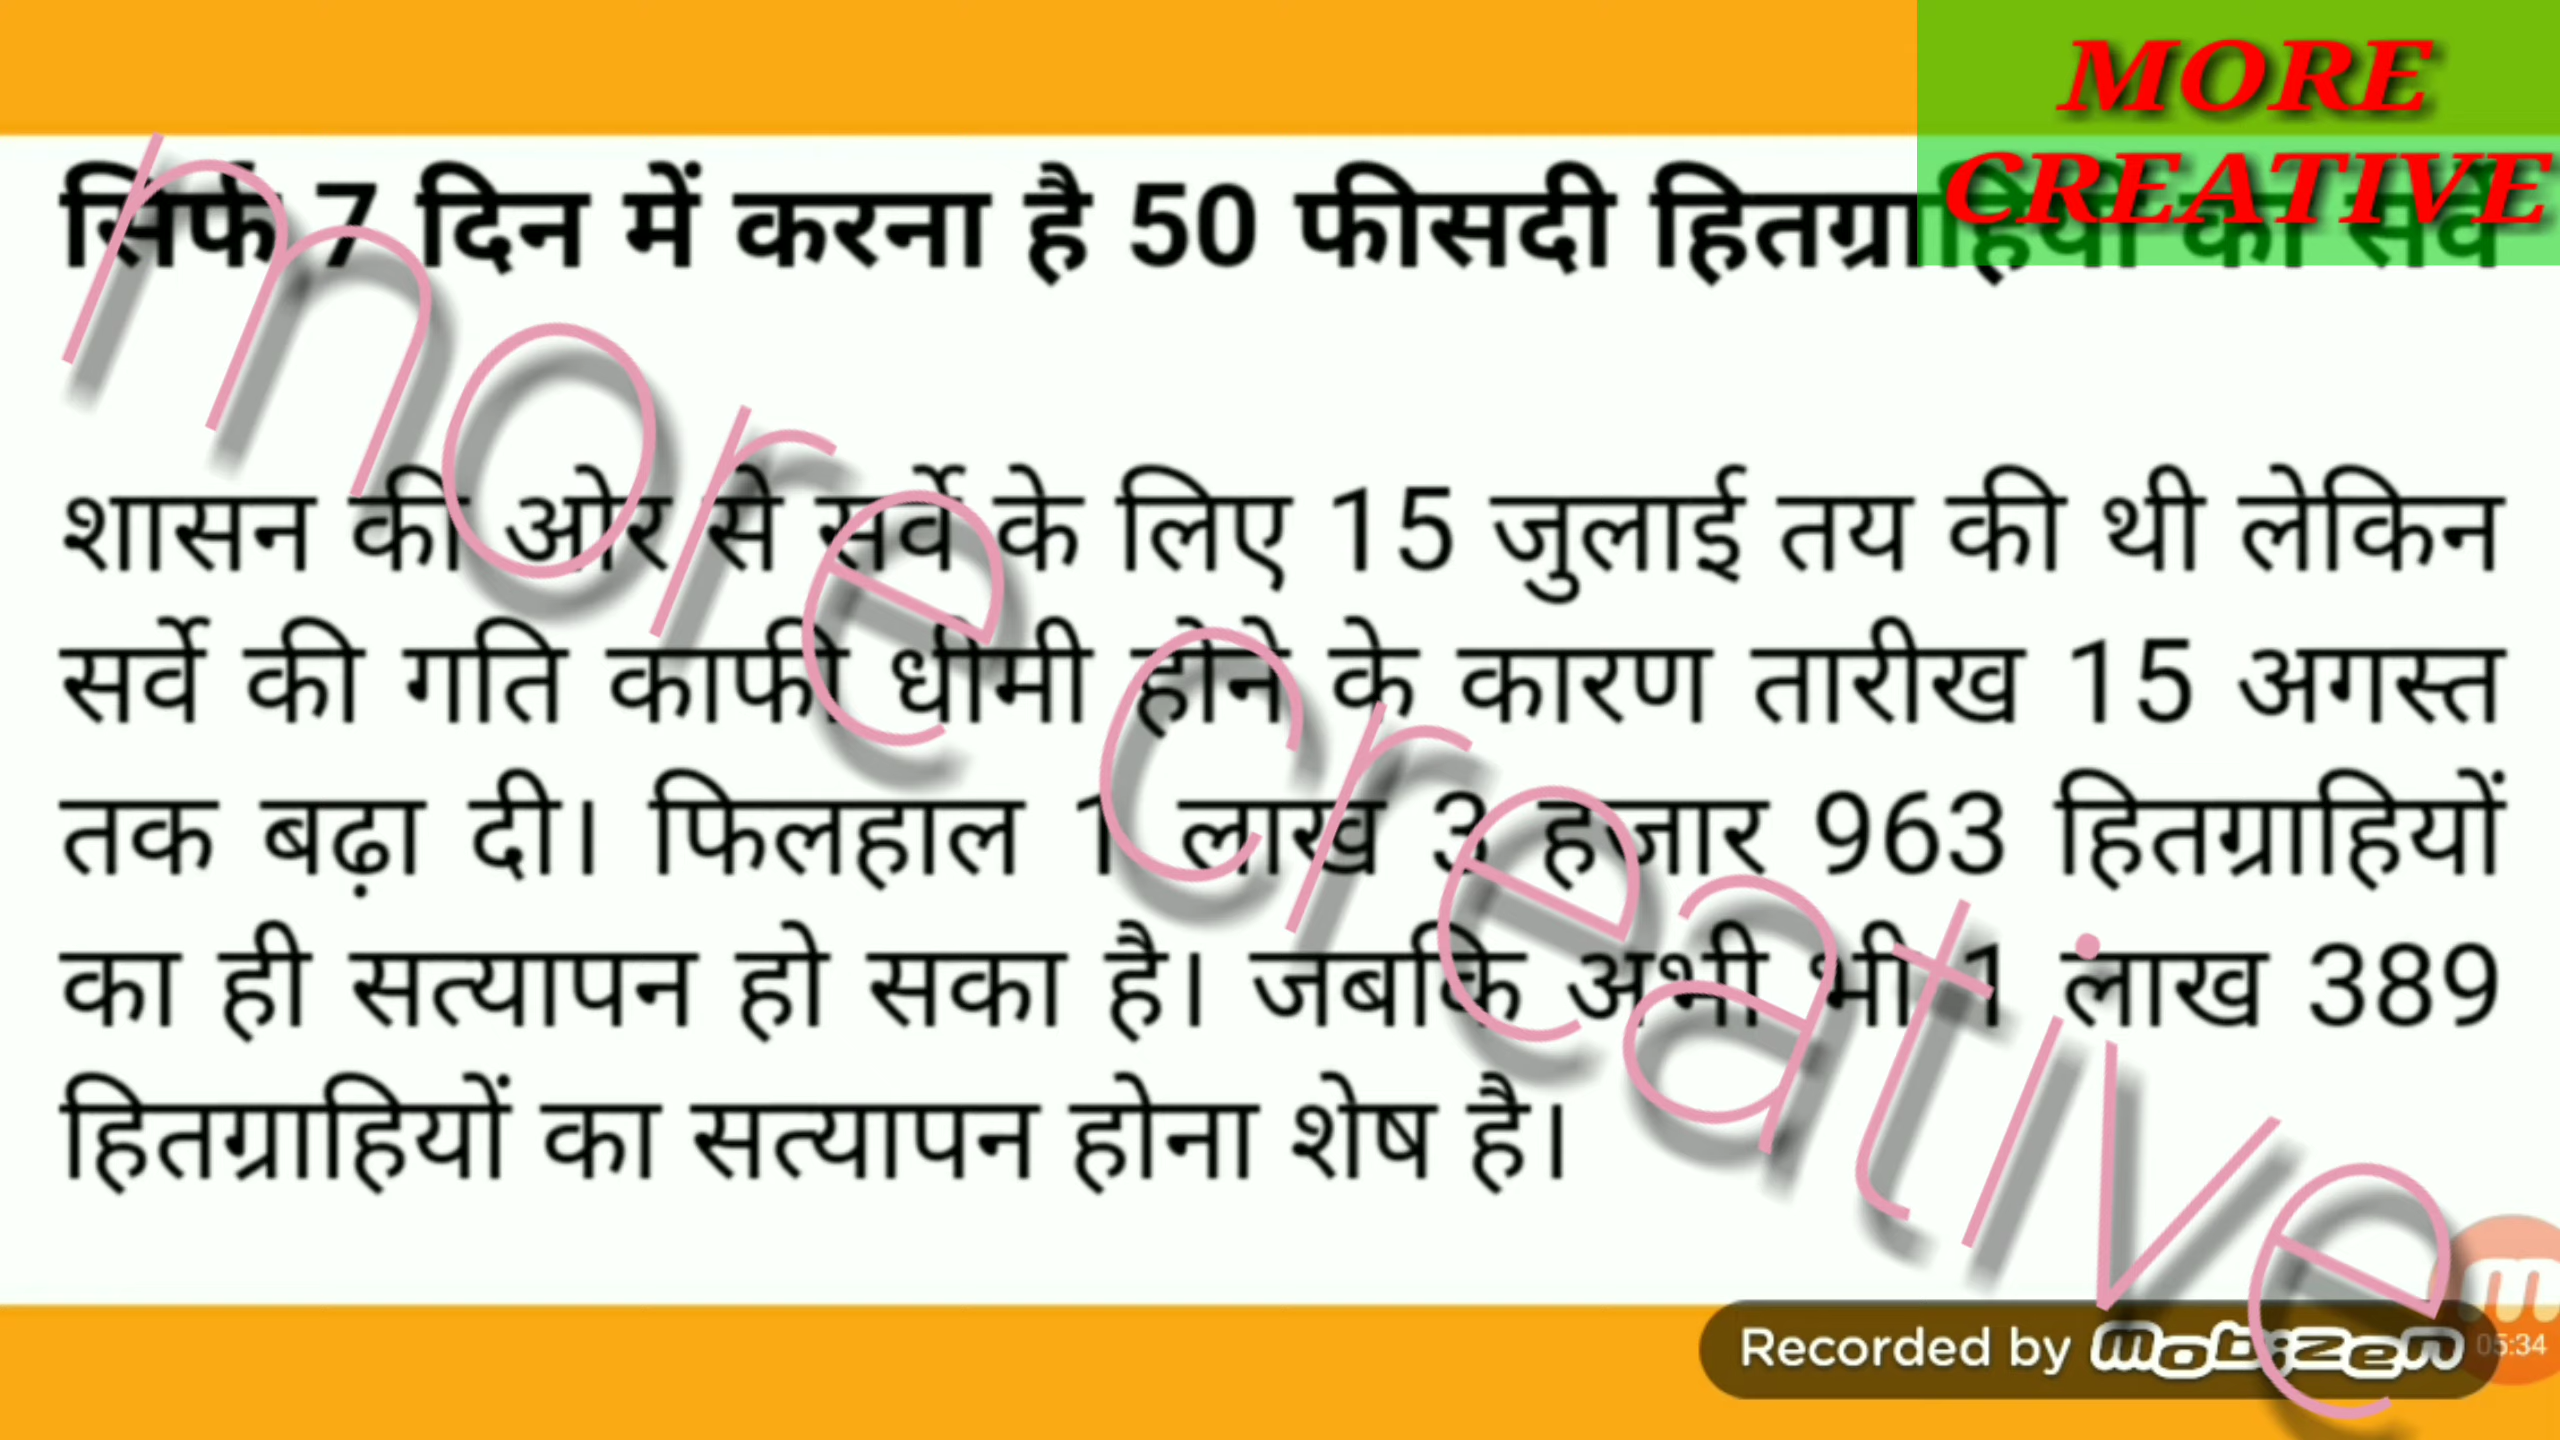 MORE
CREATIVE
सिर्फ 7 दिन में करना है 50 फीसदी हितग्राहियों का सर्वे
शासन की ओर से सर्वे के लिए 15 जुलाई तय की थी लेकिन
सर्वे की गति काफी धीमी होने के कारण तारीख 15 अगस्त
तक बढ़ा दी। फिलहाल 1 लाख 3 हजार 963 हितग्राहियों
का ही सत्यापन हो सका है। जबकि अभी भी 1 लाख 389
हितग्राहियों का सत्यापन होना शेष है।
more creative
Recorded by mobizen
05:34